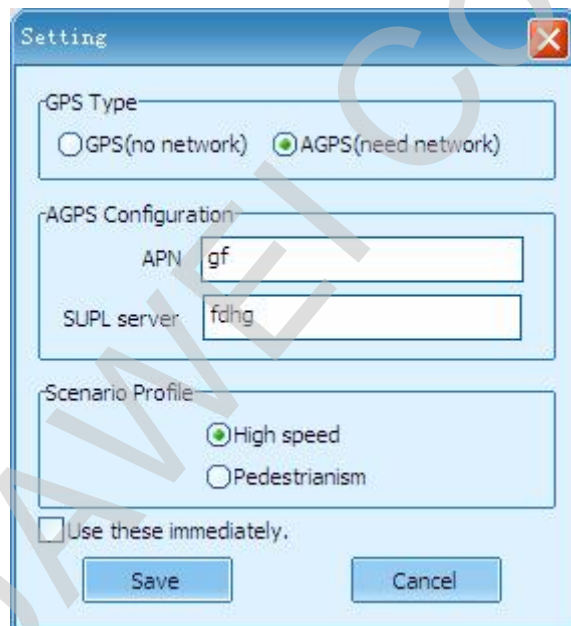 Setting
GPS Type
GPS(no network) AGPS(need network)
AGPS Configuration
APN gf
SUPL server fdhg
Scenario Profile
High speed
Pedestrianism
Use these immediately.
Save Cancel